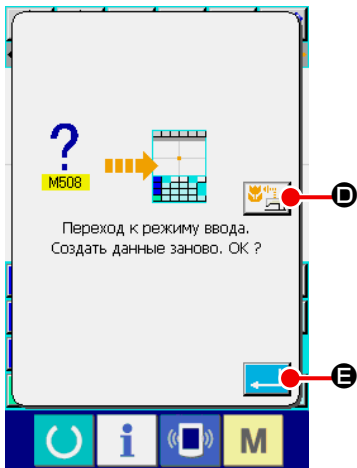 ?
M508
D
Переход к режиму ввода.
Создать данные заново. ОК ?
E
i
M